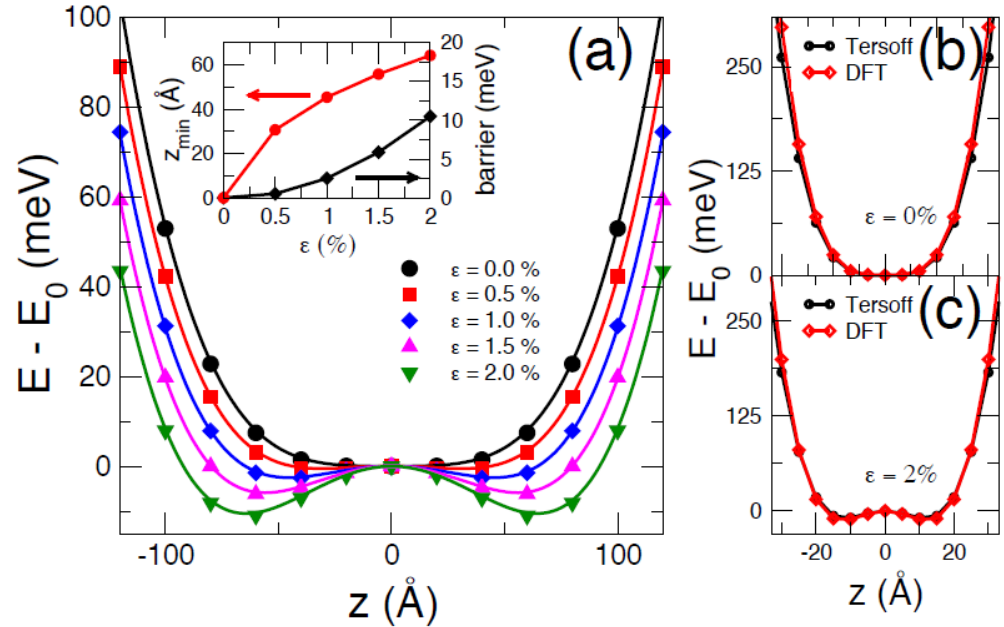 (a)
E - E₀ (meV)
100
80
60
40
20
0
-100
0
100
z (Å)
z_min (Å)
60
40
20
0
20
15
10
5
0
barrier (meV)
0
0.5
1
1.5
2
ε (%)
ε = 0.0 %
ε = 0.5 %
ε = 1.0 %
ε = 1.5 %
ε = 2.0 %
(b)
Tersoff
DFT
ε = 0%
250
125
0
E - E₀ (meV)
(c)
Tersoff
DFT
ε = 2%
250
125
0
-20
0
20
z (Å)